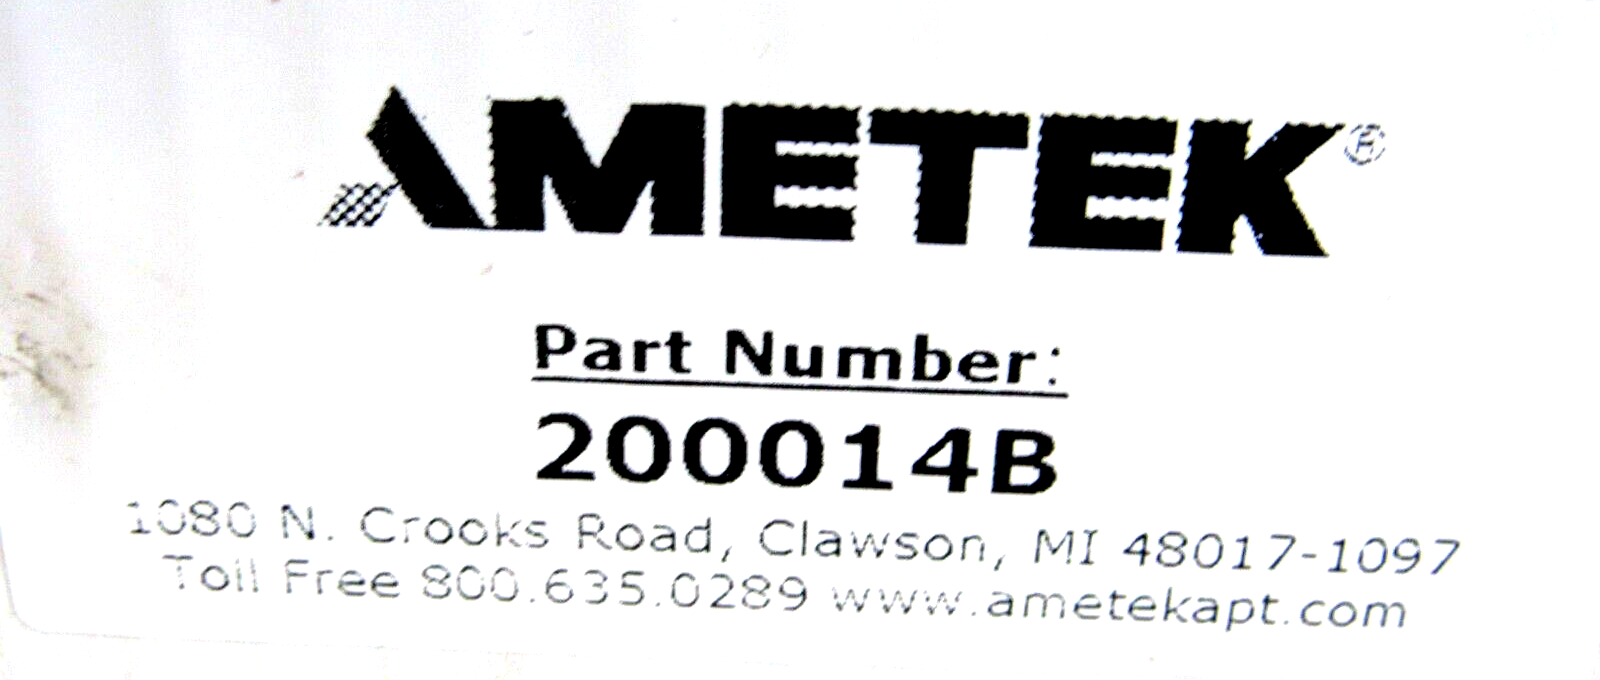 AMETEK®
Part Number:
200014B
1080 N. Crooks Road, Clawson, MI 48017-1097
Toll Free 800.635.0289 www.ametekapt.com